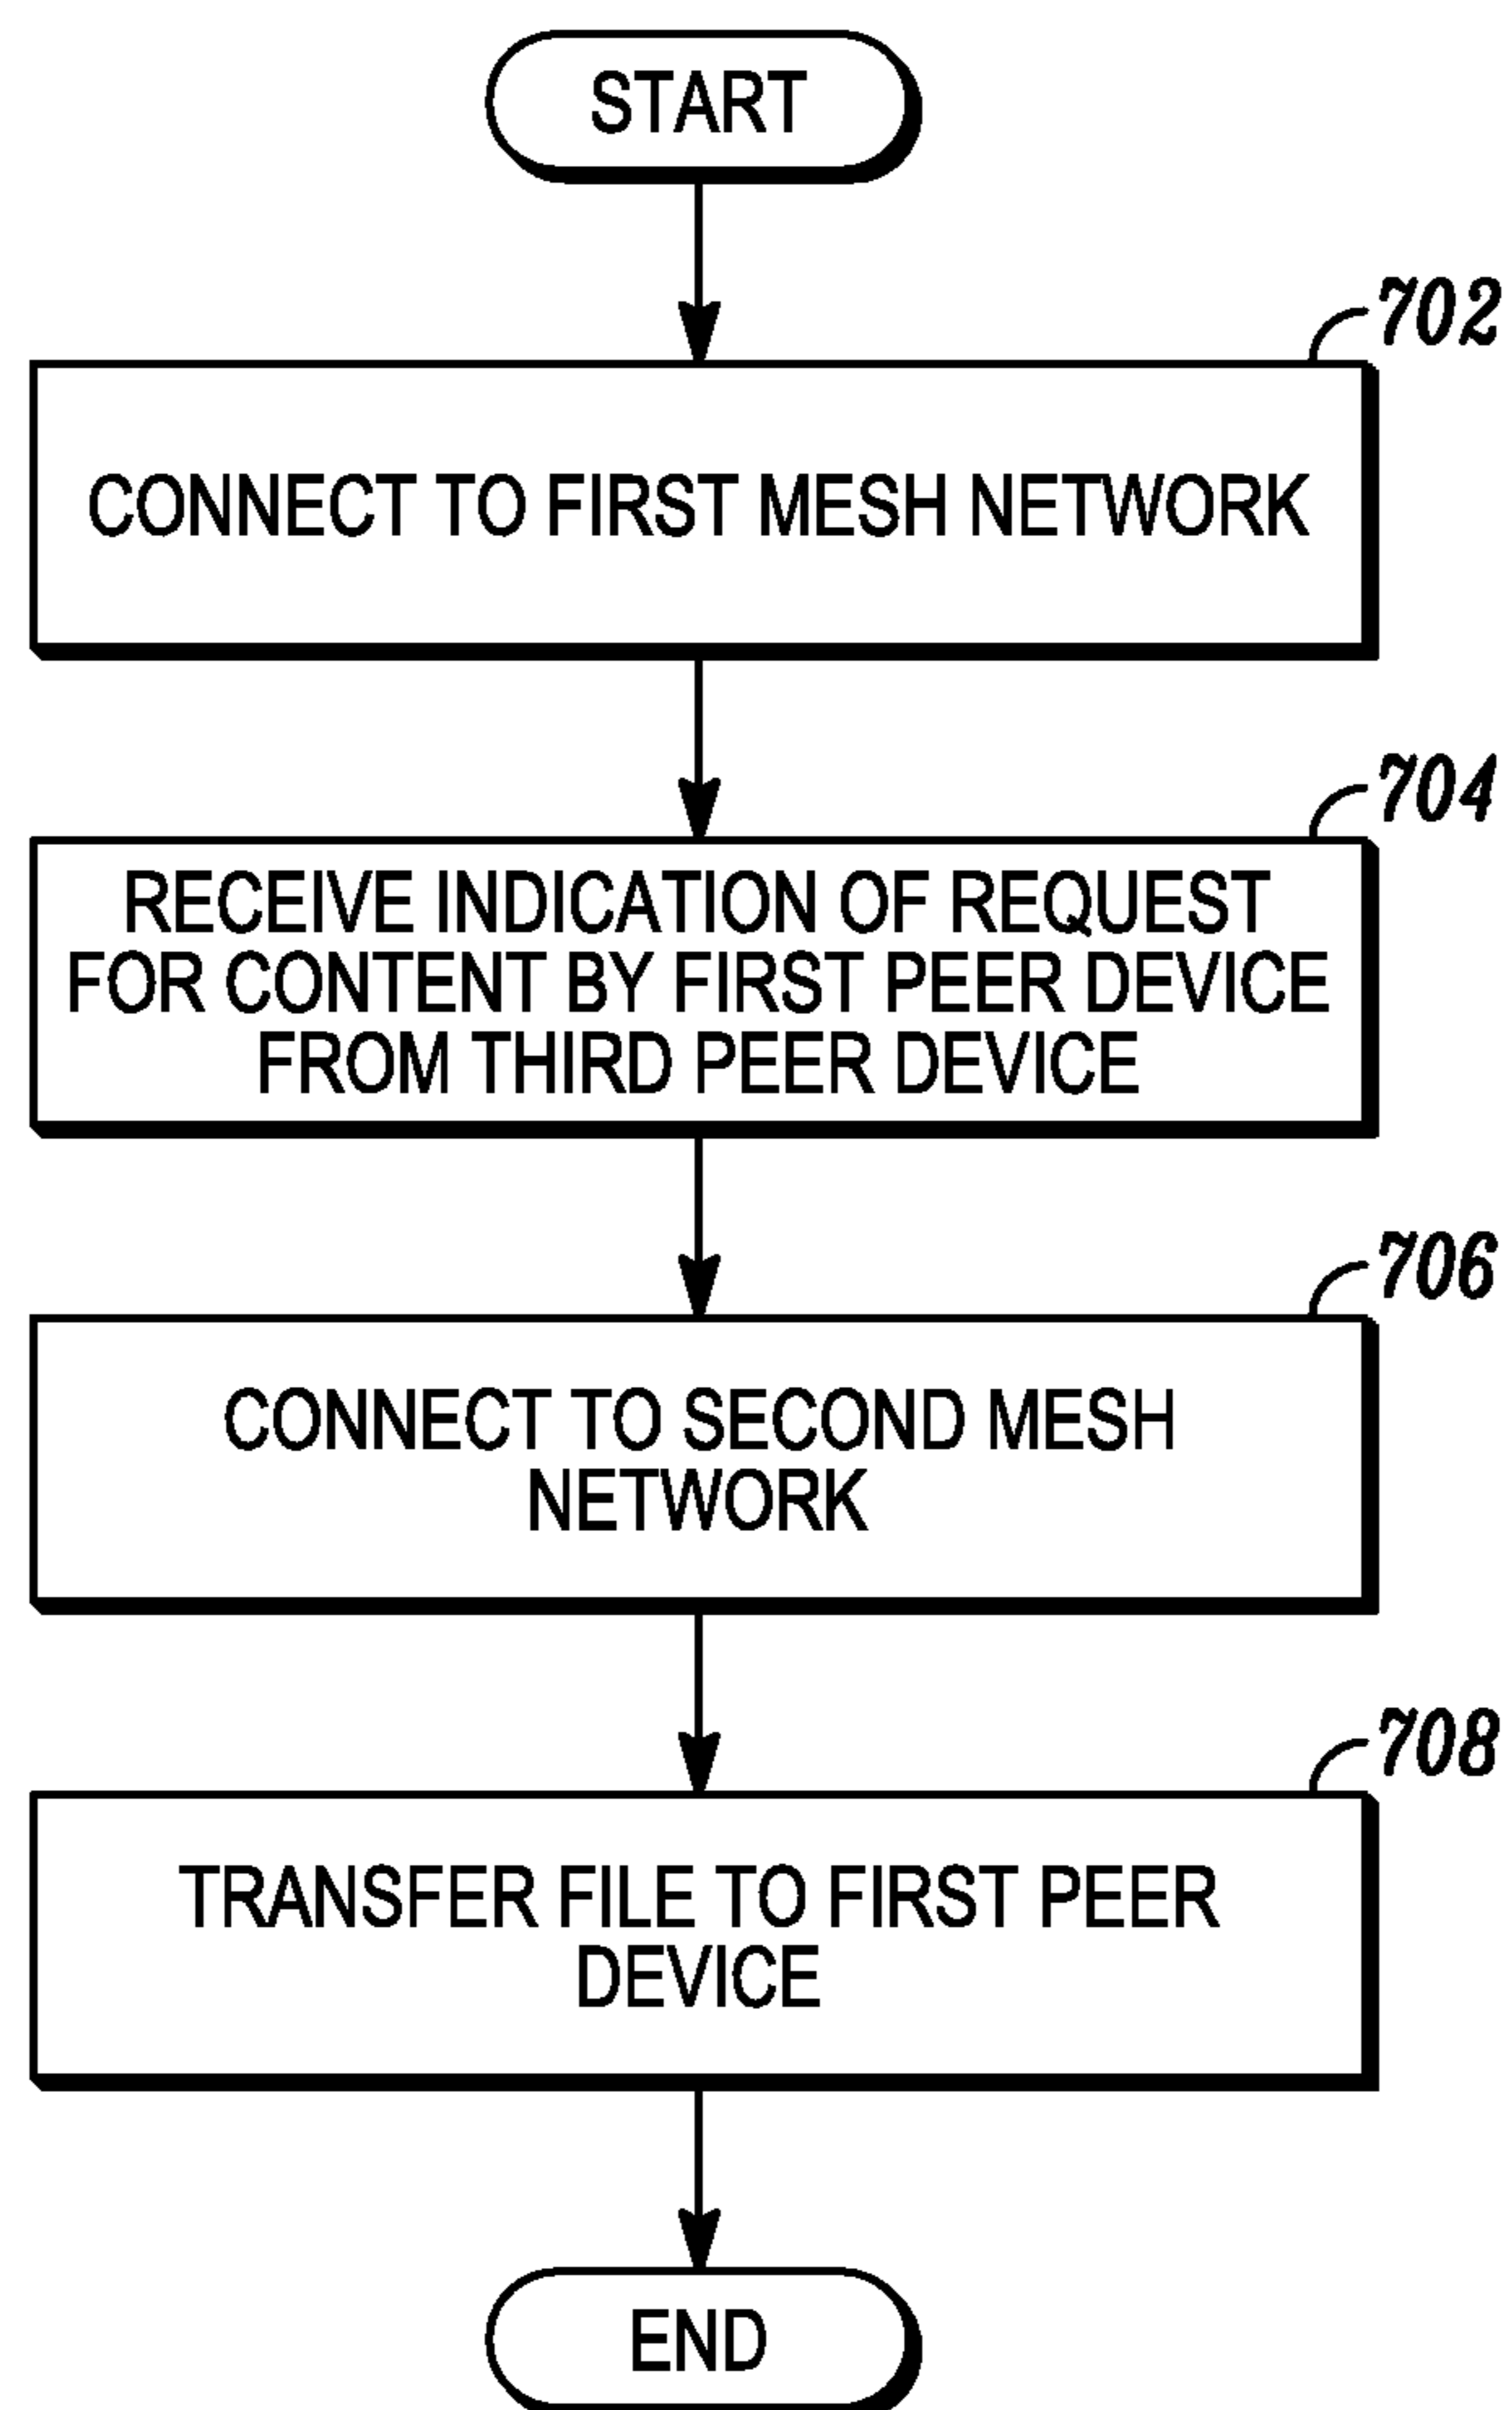 START
702
CONNECT TO FIRST MESH NETWORK
704
RECEIVE INDICATION OF REQUEST
FOR CONTENT BY FIRST PEER DEVICE
FROM THIRD PEER DEVICE
706
CONNECT TO SECOND MESH
NETWORK
708
TRANSFER FILE TO FIRST PEER
DEVICE
END